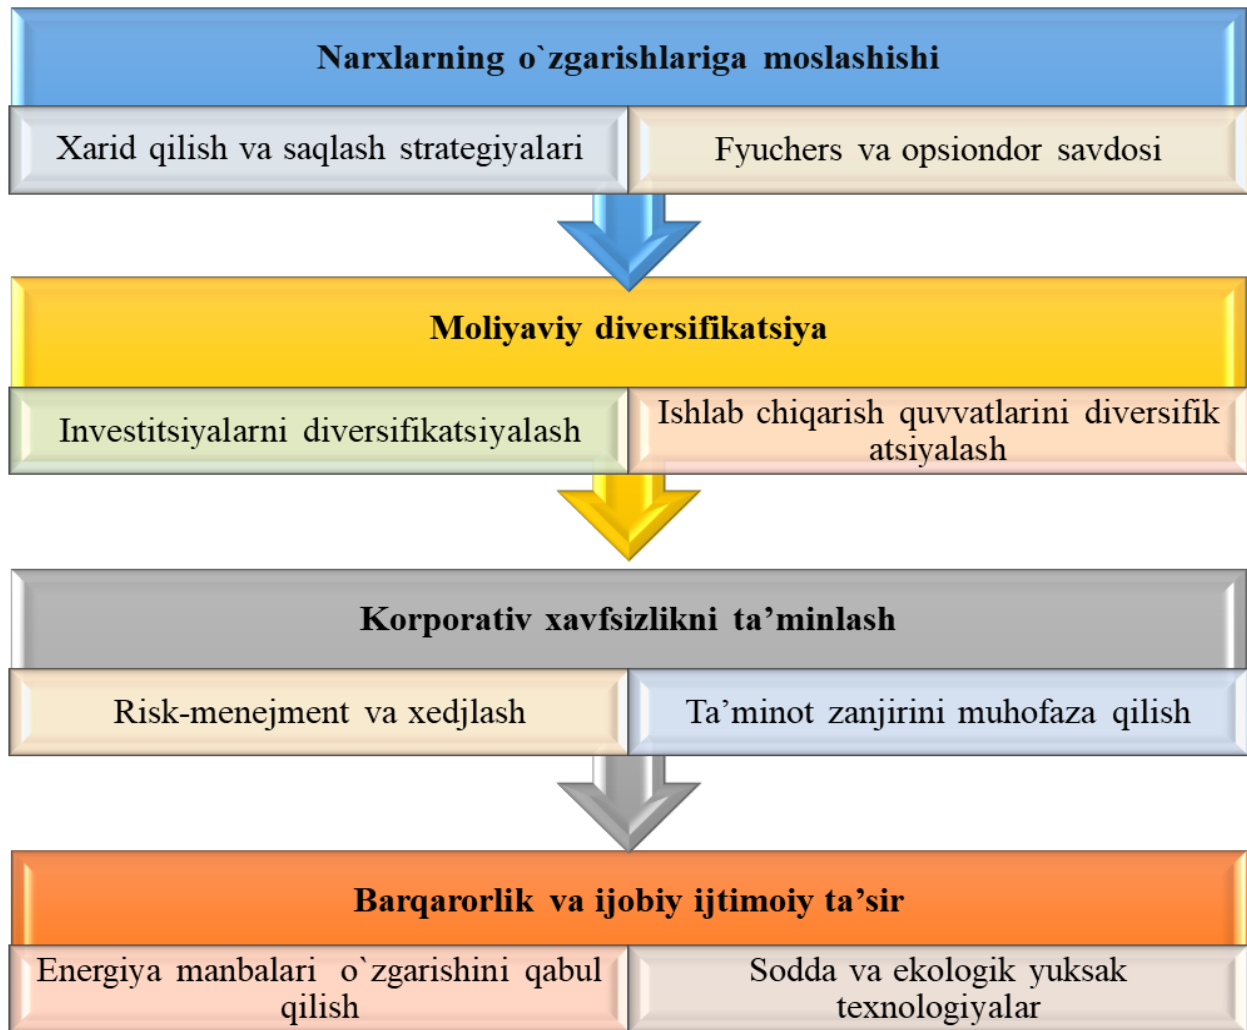 Narxlarning o`zgarishlariga moslashishi
Xarid qilish va saqlash strategiyalari
Fyuchers va opsiondor savdosi
Moliyaviy diversifikatsiya
Investitsiyalarni diversifikatsiyalash
Ishlab chiqarish quvvatlarini diversifik
atsiyalash
Korporativ xavfsizlikni ta’minlash
Risk-menejment va xedjlash
Ta’minot zanjirini muhofaza qilish
Barqarorlik va ijobiy ijtimoiy ta’sir
Energiya manbalari o`zgarishini qabul
qilish
Sodda va ekologik yuksak
texnologiyalar